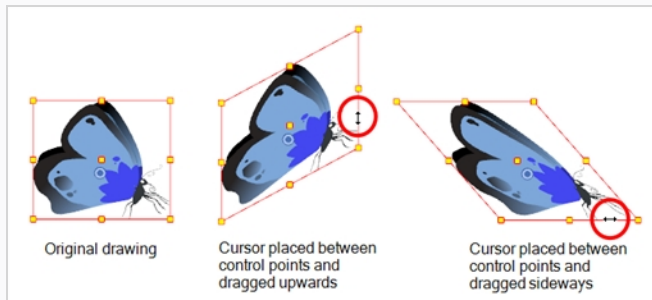 Original drawing
Cursor placed between
control points and
dragged upwards
Cursor placed between
control points and
dragged sideways